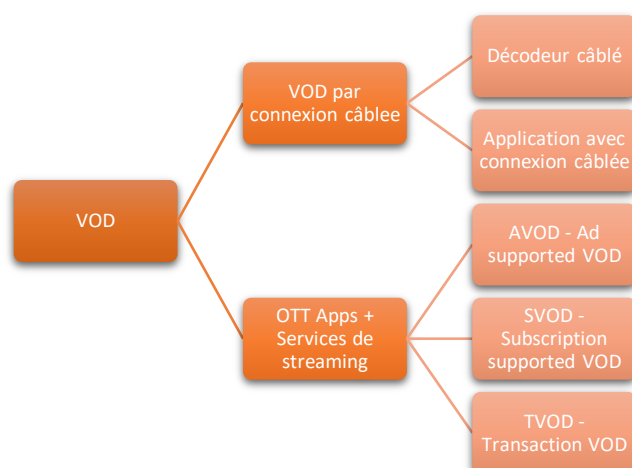 VOD
VOD par
connexion câblee
OTT Apps +
Services de
streaming
Décodeur câblé
Application avec
connexion câblée
AVOD - Ad
supported VOD
SVOD -
Subscription
supported VOD
TVOD -
Transaction VOD